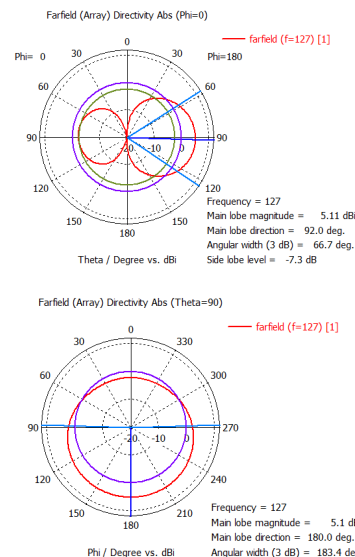 Farfield (Array) Directivity Abs (Phi=0)
farfield (f=127) [1]
Phi= 0
0
Phi=180
30
30
60
60
90
-20
-10
0
90
120
120
150
150
180
Frequency = 127
Main lobe magnitude = 5.11 dBi
Main lobe direction = 92.0 deg.
Angular width (3 dB) = 66.7 deg.
Side lobe level = -7.3 dB
Theta / Degree vs. dBi
Farfield (Array) Directivity Abs (Theta=90)
farfield (f=127) [1]
0
30
330
60
300
90
-20
-10
0
270
120
240
150
210
180
Frequency = 127
Main lobe magnitude = 5.1 dB
Main lobe direction = 180.0 deg.
Angular width (3 dB) = 183.4 de
Phi / Degree vs. dBi